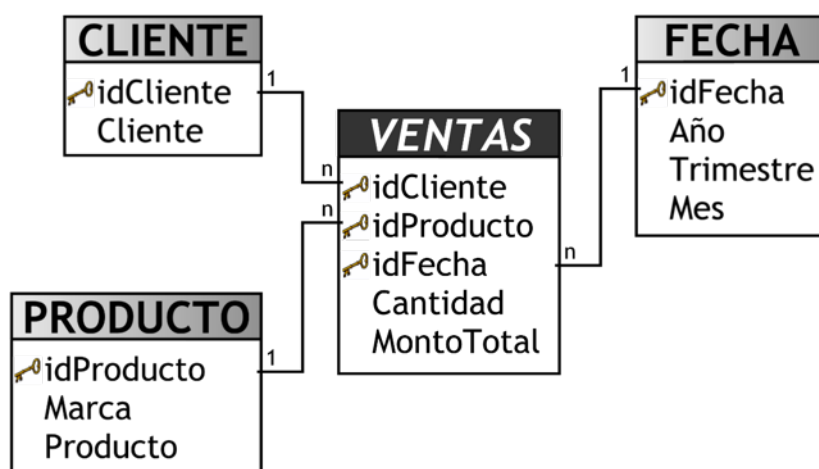 CLIENTE
idCliente
Cliente
1
n
VENTAS
idCliente
idProducto
idFecha
Cantidad
MontoTotal
n
n
1
FECHA
idFecha
Año
Trimestre
Mes
1
PRODUCTO
idProducto
Marca
Producto